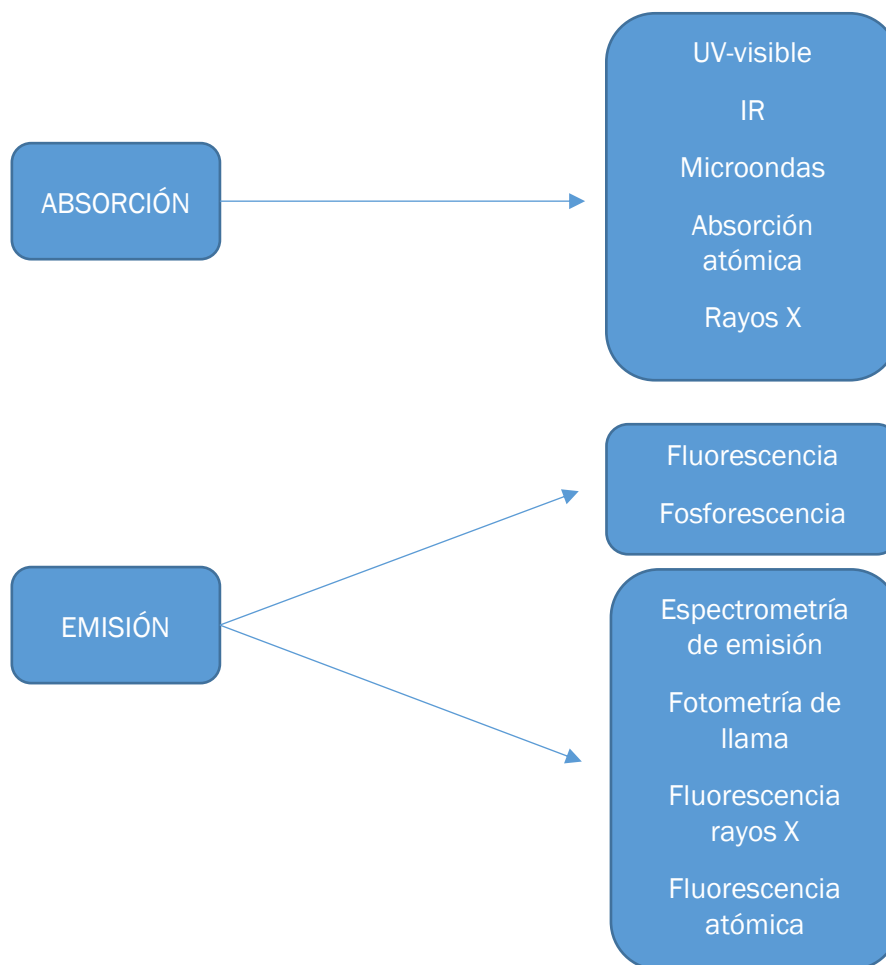 ABSORCIÓN
UV-visible
IR
Microondas
Absorción
atómica
Rayos X
EMISIÓN
Fluorescencia
Fosforescencia
Espectrometría
de emisión
Fotometría de
llama
Fluorescencia
rayos X
Fluorescencia
atómica